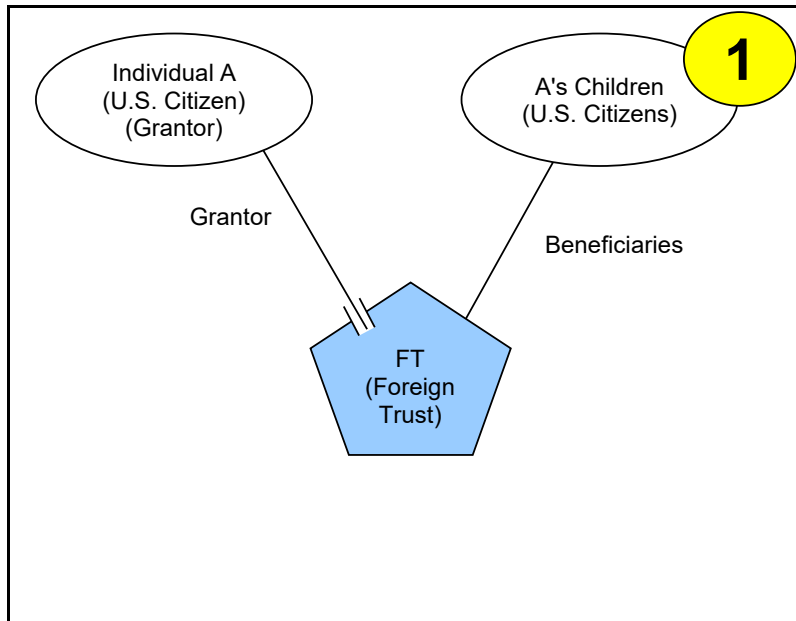 Individual A
(U.S. Citizen)
(Grantor)
A's Children
(U.S. Citizens)
1
Grantor
Beneficiaries
FT
(Foreign
Trust)